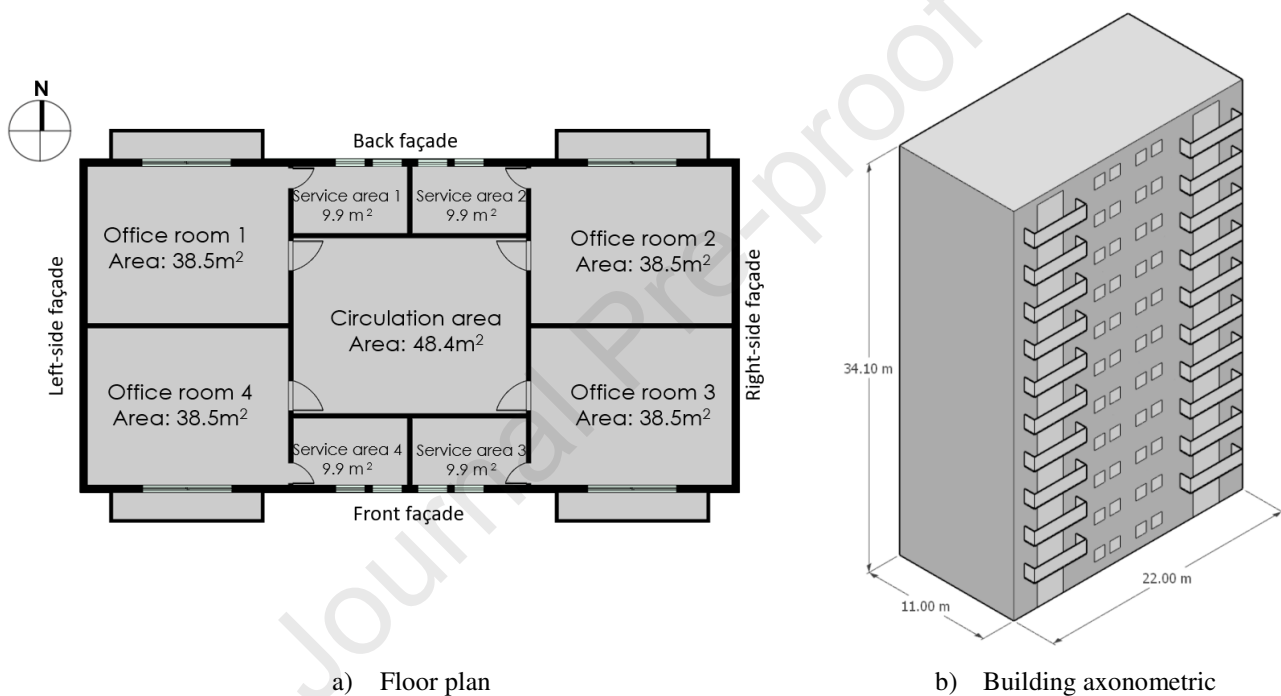 N
Back façade
Service area 1
9.9 m²
Service area 2
9.9 m²
Office room 1
Area: 38.5m²
Office room 2
Area: 38.5m²
Left-side façade
Circulation area
Area: 48.4m²
Right-side façade
Office room 4
Area: 38.5m²
Office room 3
Area: 38.5m²
Service area 4
9.9 m²
Service area 3
9.9 m²
Front façade
34.10 m
11.00 m
22.00 m
Journal Pre-proof
a) Floor plan
b) Building axonometric